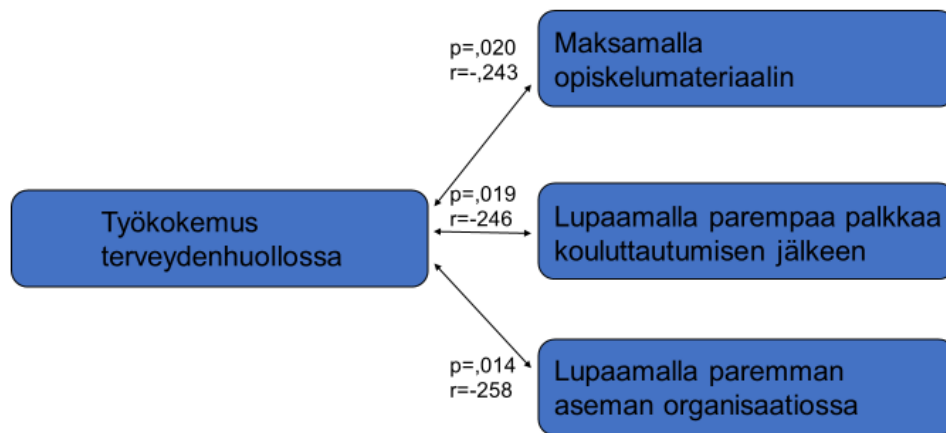 p=,020
r=-,243
Maksamalla
opiskelumateriaalin
Työkokemus
terveydenhuollossa
p=,019
r=-246
Lupaamalla parempaa palkkaa
kouluttautumisen jälkeen
p=,014
r=-258
Lupaamalla paremman
aseman organisaatiossa